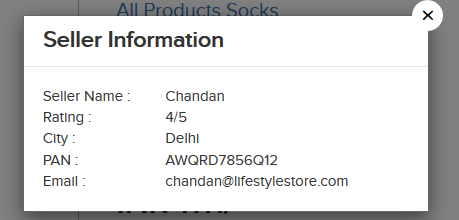 All Products Socks
Seller Information
Seller Name : Chandan
Rating : 4/5
City : Delhi
PAN : AWQRD7856Q12
Email : chandan@lifestylestore.com